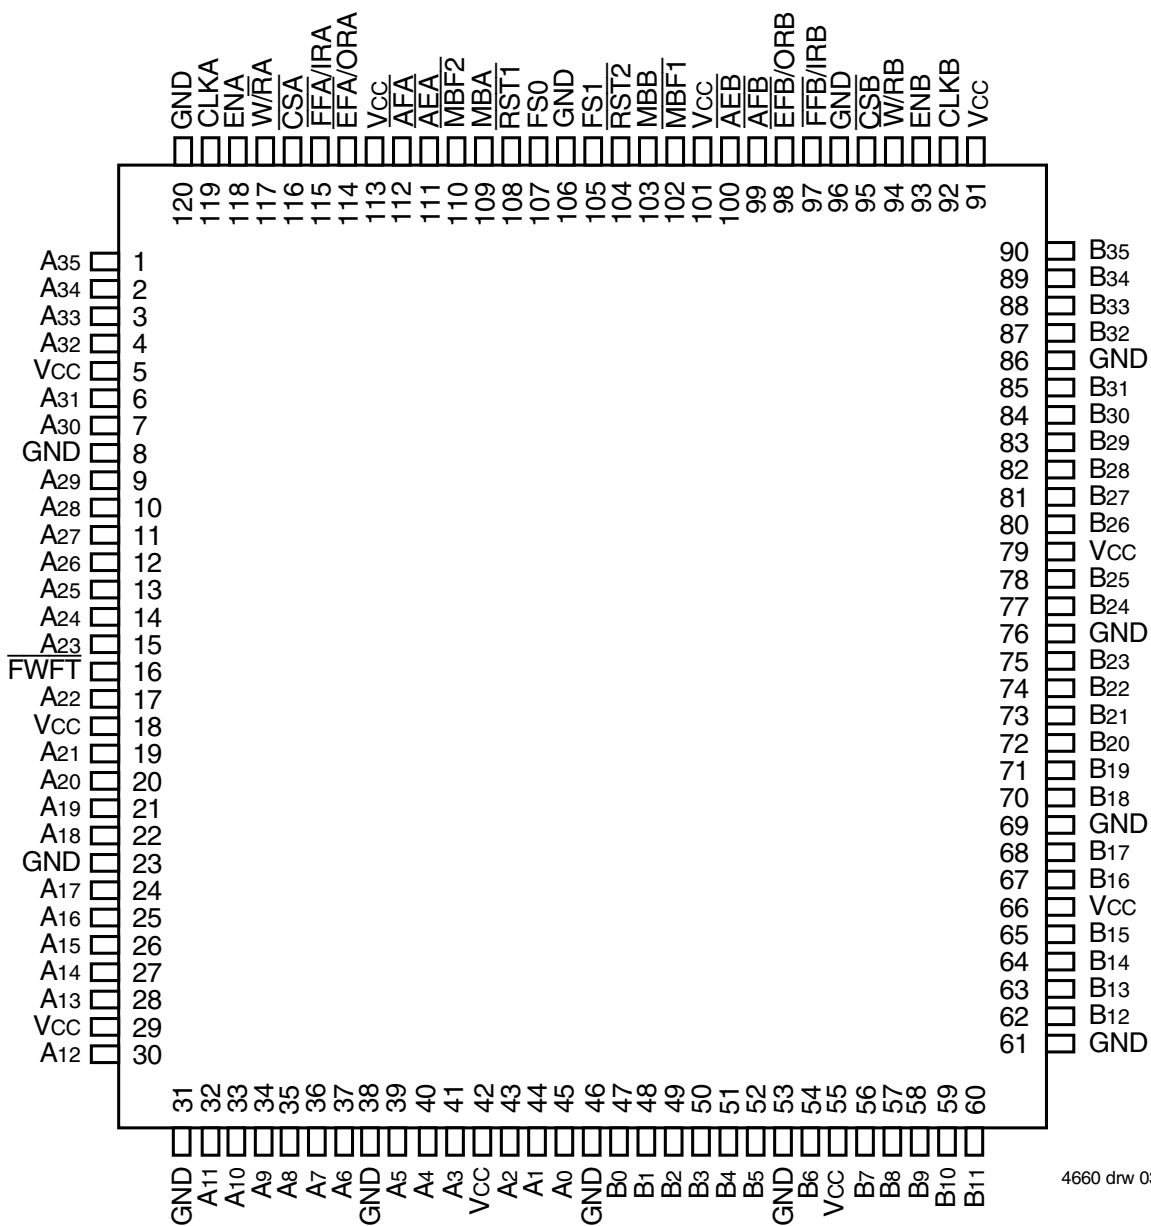 GND CLKA ENA W/RA CSA FFA/IRA EFA/ORA VCC AFA AEA MBF2 MBA RST1 FS0 GND FS1 RST2 MBB MBF1 VCC AEB AFB EFB/ORB FFB/IRB GND CSB W/RB ENB CLKB VCC
120 119 118 117 116 115 114 113 112 111 110 109 108 107 106 105 104 103 102 101 100 99 98 97 96 95 94 93 92 91
A35 1
A34 2
A33 3
A32 4
VCC 5
A31 6
A30 7
GND 8
A29 9
A28 10
A27 11
A26 12
A25 13
A24 14
A23 15
FWFT 16
A22 17
VCC 18
A21 19
A20 20
A19 21
A18 22
GND 23
A17 24
A16 25
A15 26
A14 27
A13 28
VCC 29
A12 30
90 B35
89 B34
88 B33
87 B32
86 GND
85 B31
84 B30
83 B29
82 B28
81 B27
80 B26
79 VCC
78 B25
77 B24
76 GND
75 B23
74 B22
73 B21
72 B20
71 B19
70 B18
69 GND
68 B17
67 B16
66 VCC
65 B15
64 B14
63 B13
62 B12
61 GND
31 32 33 34 35 36 37 38 39 40 41 42 43 44 45 46 47 48 49 50 51 52 53 54 55 56 57 58 59 60
GND A11 A10 A9 A8 A7 A6 GND A5 A4 A3 VCC A2 A1 A0 GND B0 B1 B2 B3 B4 B5 GND B6 VCC B7 B8 B9 B10 B11
4660 drw 03